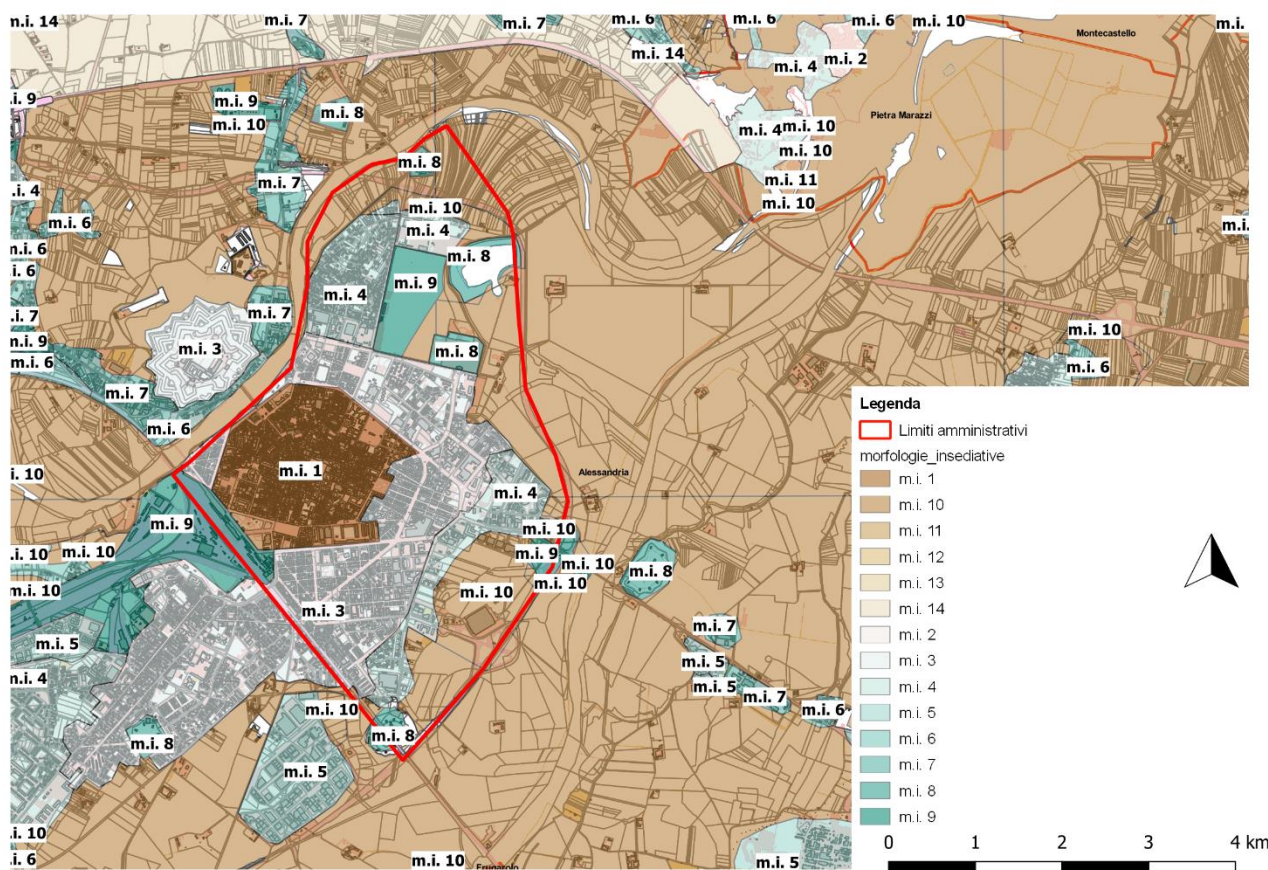 m.i. 14
m.i. 7
m.i. 6
m.i. 6
m.i. 6
m.i. 10
m.i.
Montecastello
m.i. 14
m.i. 2
m.i. 4
m.i. 9
m.i. 9
m.i. 10
m.i. 8
m.i. 4
m.i. 10
Pietra Marazzi
m.i. 10
m.i. 7
m.i. 8
m.i. 11
m.i. 4
m.i. 10
m.i. 6
m.i. 10
m.i. 4
m.i. 6
m.i. 8
m.i. 6
m.i. 9
m.i. 4
m.i. 7
m.i. 7
m.i. 9
m.i. 3
m.i. 8
m.i. 10
m.i. 6
m.i. 6
m.i. 7
m.i. 6
m.i. 10
m.i. 1
m.i. 4
Alessandria
m.i. 9
m.i. 10
m.i. 10
m.i. 10
m.i. 9
m.i. 10
m.i. 10
m.i. 8
m.i. 10
m.i. 10
m.i. 3
m.i. 7
m.i. 5
m.i. 5
m.i. 4
m.i. 5
m.i. 7
m.i. 10
m.i. 6
m.i. 8
m.i. 8
m.i. 5
m.i. 10
m.i. 6
m.i. 10
m.i. 5
Frugarolo
Legenda
Limiti amministrativi
morfologie_insediative
m.i. 1
m.i. 10
m.i. 11
m.i. 12
m.i. 13
m.i. 14
m.i. 2
m.i. 3
m.i. 4
m.i. 5
m.i. 6
m.i. 7
m.i. 8
m.i. 9
0 1 2 3 4 km